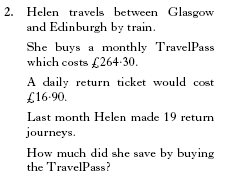 2. Helen travels between Glasgow
and Edinburgh by train.
She buys a monthly TravelPass
which costs £264·30.
A daily return ticket would cost
£16·90.
Last month Helen made 19 return
journeys.
How much did she save by buying
the TravelPass?